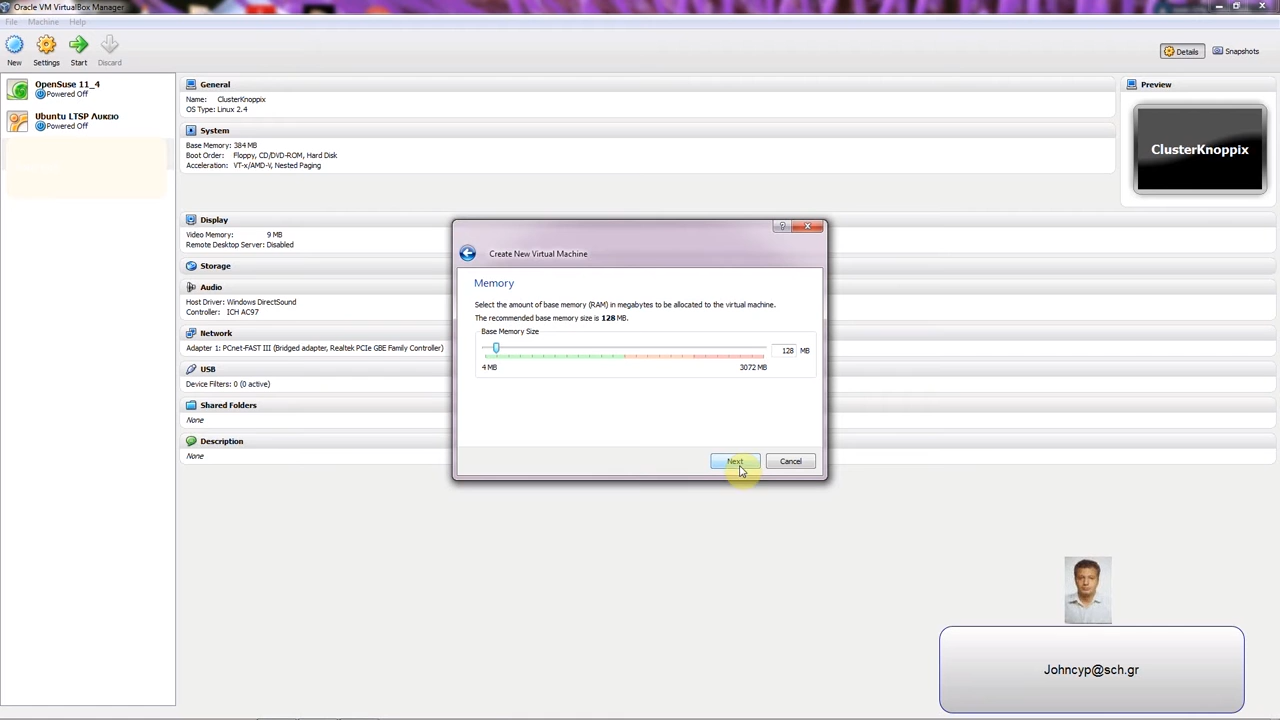 Oracle VM VirtualBox Manager
File Machine Help
New Settings Start Discard
Details Snapshots
OpenSuse 11_4
Powered Off
Ubuntu LTSP Λυκειο
Powered Off
General
Name: ClusterKnoppix
OS Type: Linux 2.4
System
Base Memory: 384 MB
Boot Order: Floppy, CD/DVD-ROM, Hard Disk
Acceleration: VT-x/AMD-V, Nested Paging
Preview
ClusterKnoppix
Display
Video Memory: 9 MB
Remote Desktop Server: Disabled
Storage
Audio
Host Driver: Windows DirectSound
Controller: ICH AC97
Network
Adapter 1: PCnet-FAST III (Bridged adapter, Realtek PCIe GBE Family Controller)
USB
Device Filters: 0 (0 active)
Shared Folders
None
Description
None
Create New Virtual Machine
Memory
Select the amount of base memory (RAM) in megabytes to be allocated to the virtual machine.
The recommended base memory size is 128 MB.
Base Memory Size
128 MB
4 MB 3072 MB
Next Cancel
Johncyp@sch.gr